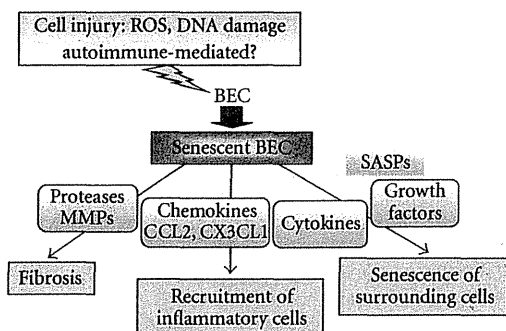 Cell injury: ROS, DNA damage
autoimmune-mediated?
BEC
Senescent BEC
SASPs
Proteases
MMPs
Chemokines
CCL2, CX3CL1
Cytokines
Growth
factors
Fibrosis
Recruitment of
inflammatory cells
Senescence of
surrounding cells